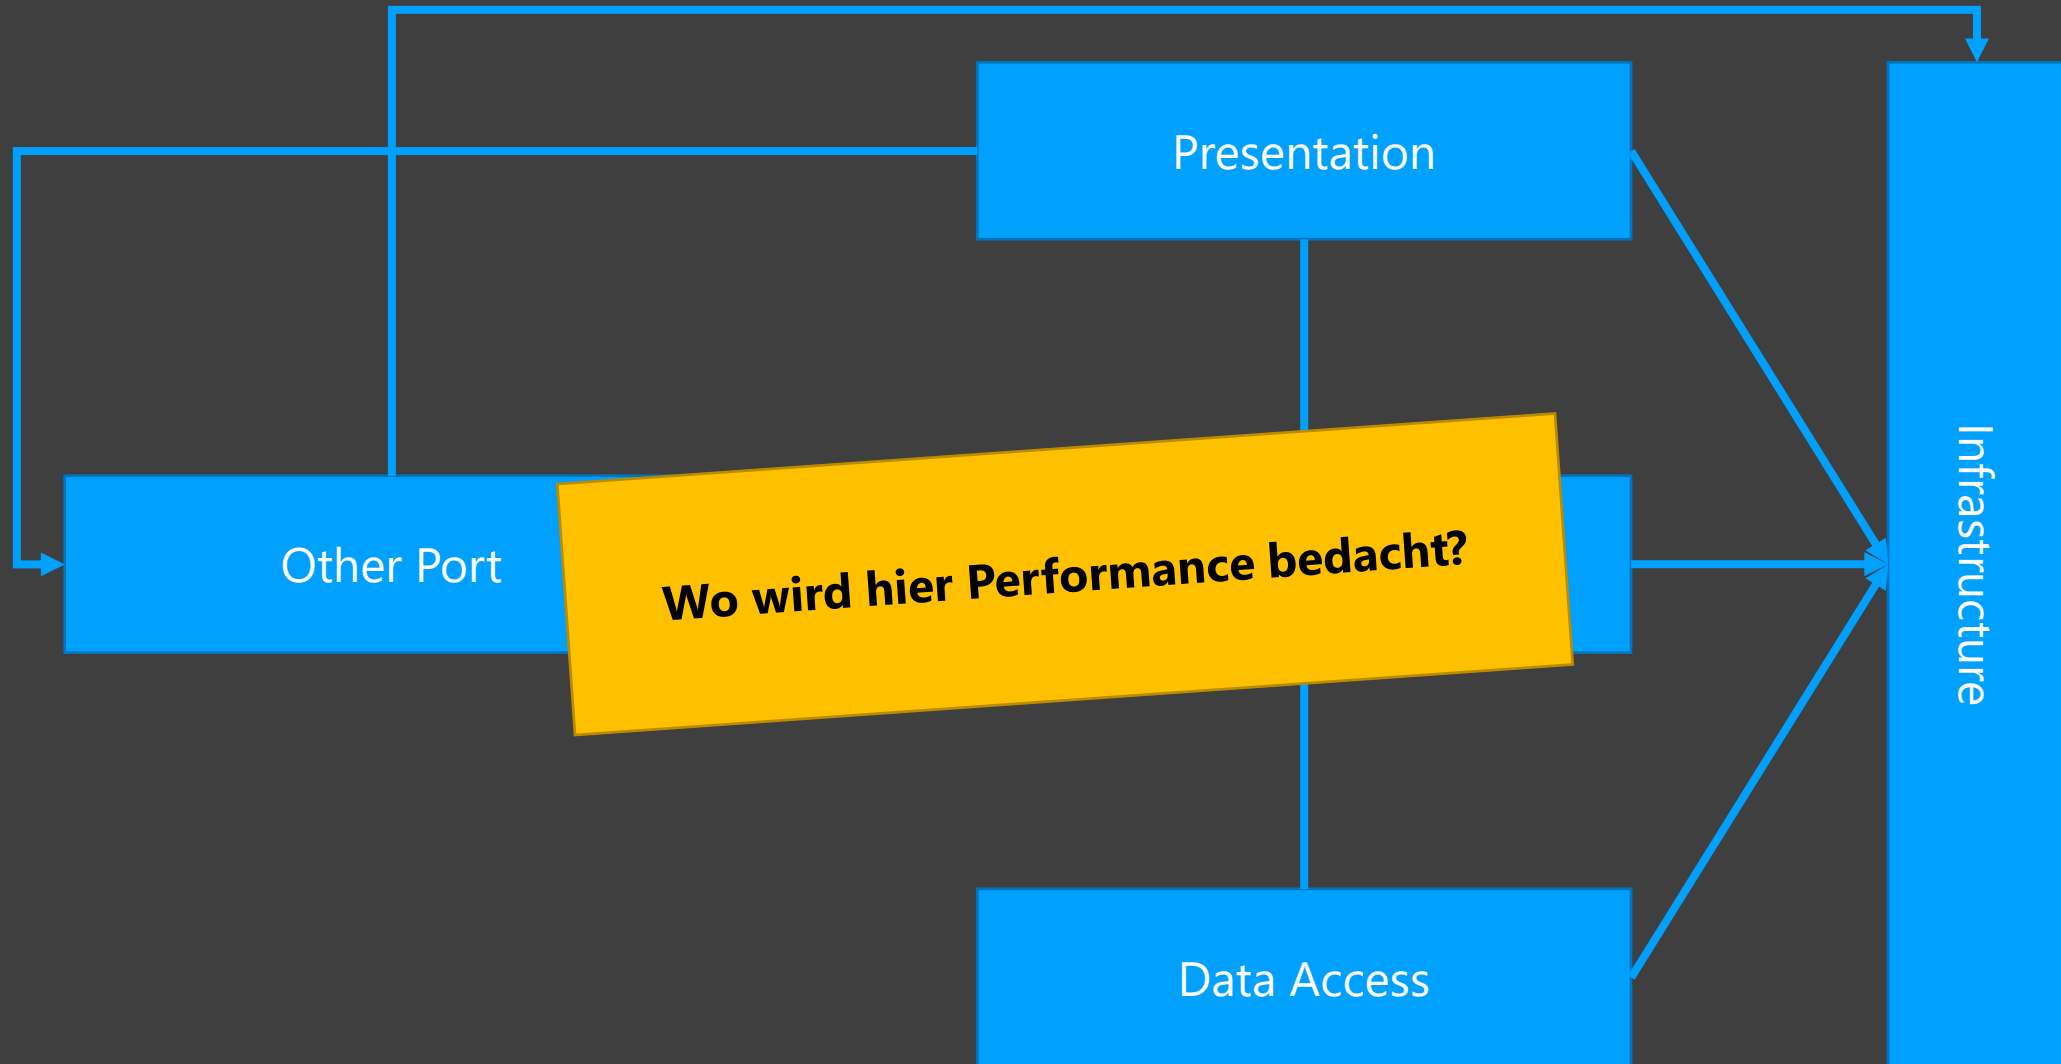 Presentation
Other Port
Wo wird hier Performance bedacht?
Infrastructure
Data Access